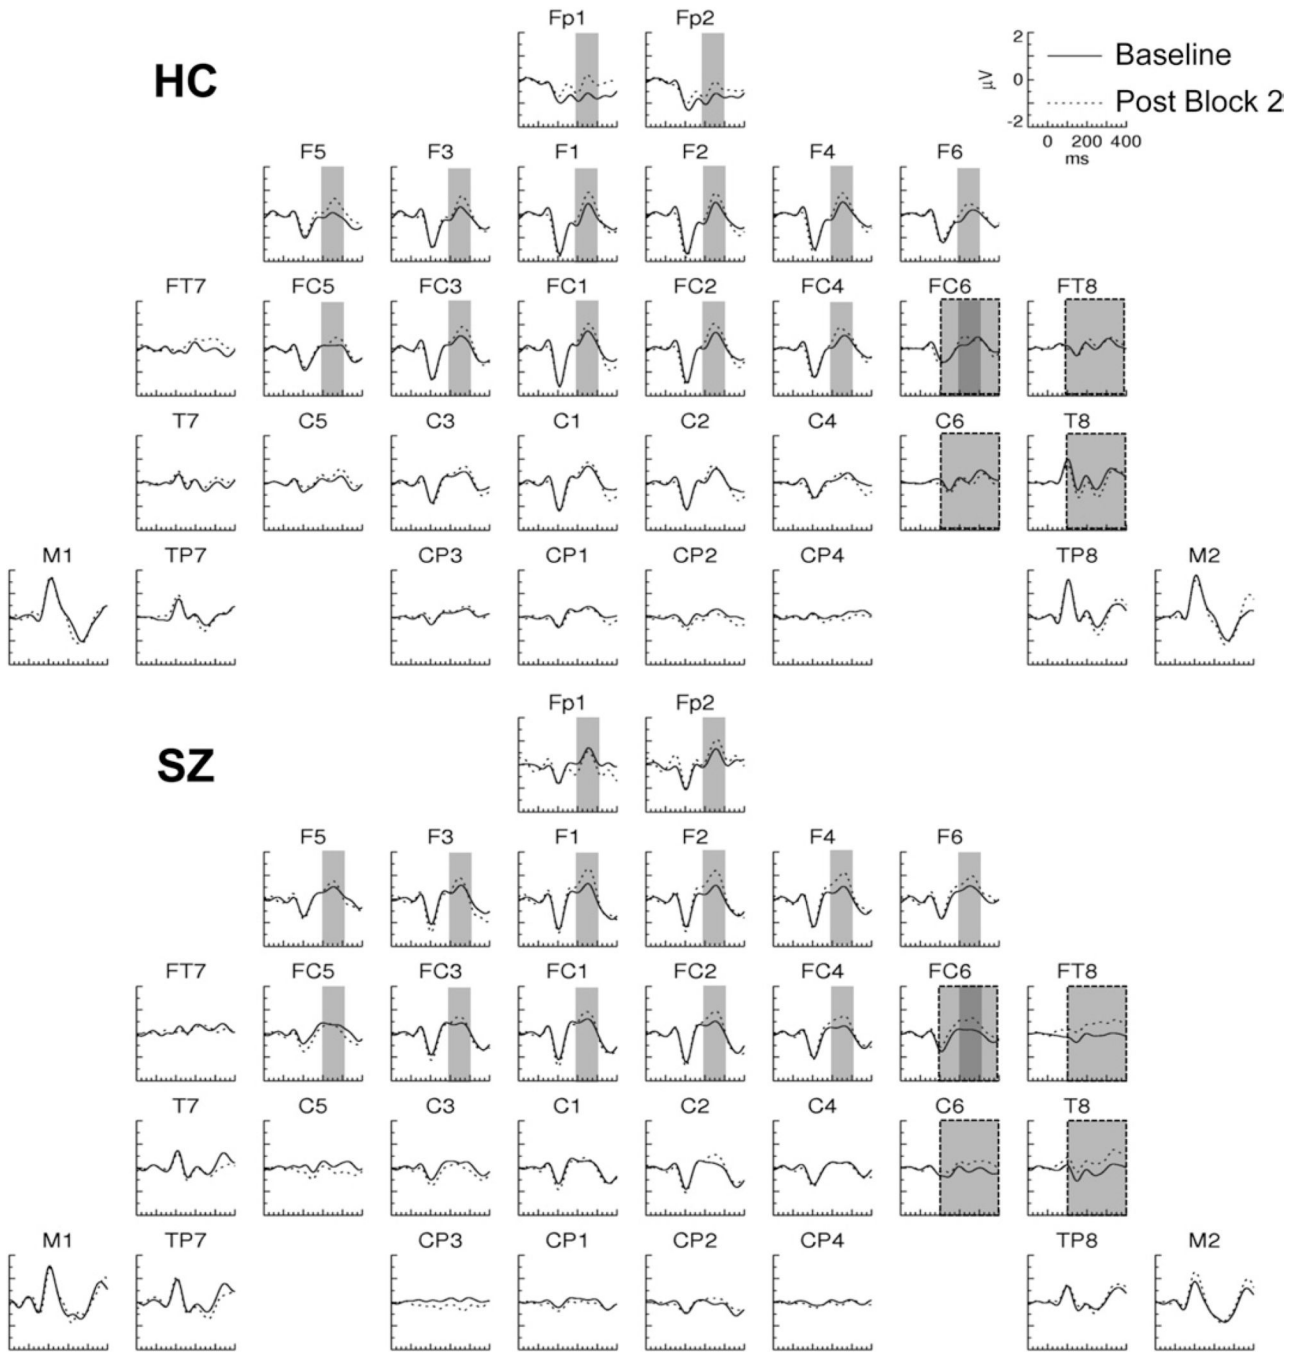 Fp1 Fp2
HC
2
Baseline
µV
0
Post Block 2
-2
0 200 400
ms
F5 F3 F1 F2 F4 F6
FT7 FC5 FC3 FC1 FC2 FC4 FC6 FT8
T7 C5 C3 C1 C2 C4 C6 T8
M1 TP7 CP3 CP1 CP2 CP4 TP8 M2
Fp1 Fp2
SZ
F5 F3 F1 F2 F4 F6
FT7 FC5 FC3 FC1 FC2 FC4 FC6 FT8
T7 C5 C3 C1 C2 C4 C6 T8
M1 TP7 CP3 CP1 CP2 CP4 TP8 M2